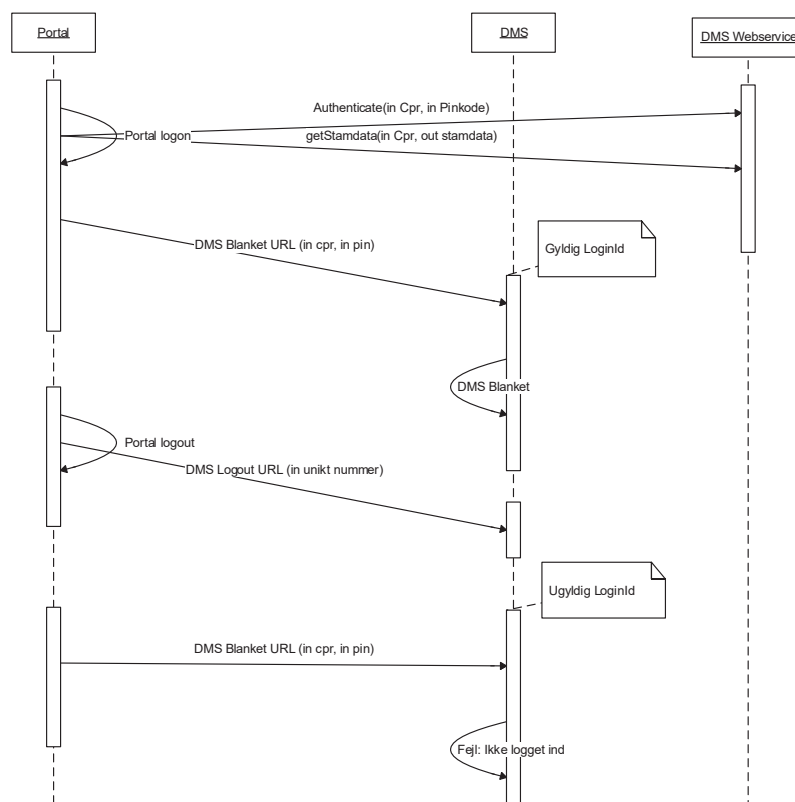 Portal
DMS
DMS Webservice
Authenticate(in Cpr, in Pinkode)
Portal logon
getStamdata(in Cpr, out stamdata)
DMS Blanket URL (in cpr, in pin)
Gyldig LoginId
DMS Blanket
Portal logout
DMS Logout URL (in unikt nummer)
Ugyldig LoginId
DMS Blanket URL (in cpr, in pin)
Fejl: Ikke logget ind